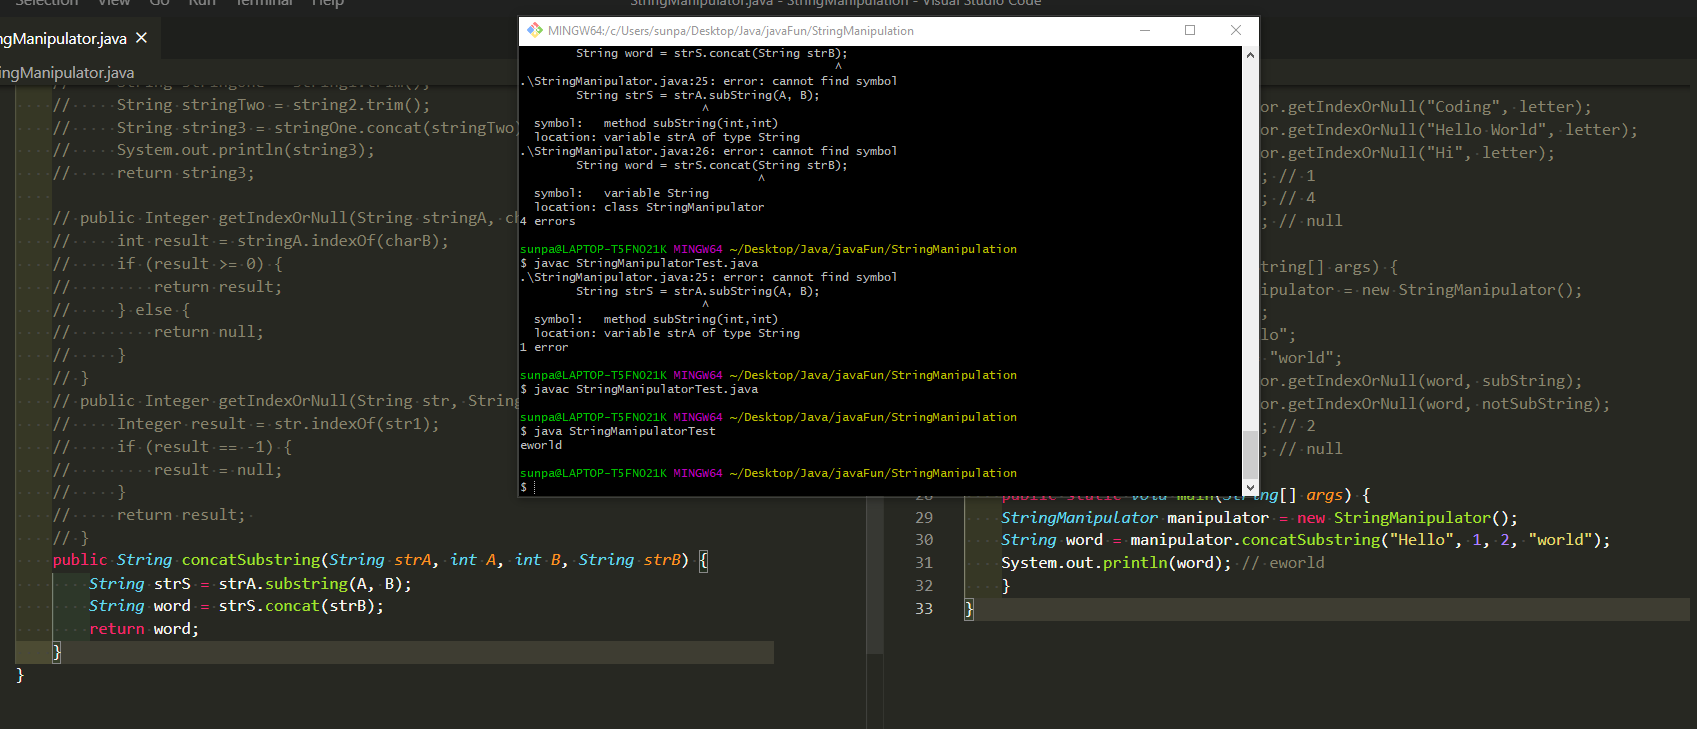 Selection View Go Run Terminal Help
StringManipulator.java - StringManipulation - Visual Studio Code
ngManipulator.java ×
ingManipulator.java
// String stringOne = string1.trim();
// String stringTwo = string2.trim();
// String string3 = stringOne.concat(stringTwo)
// System.out.println(string3);
// return string3;
// public Integer getIndexOrNull(String stringA, ch
// int result = stringA.indexOf(charB);
// if (result >= 0) {
// return result;
// } else {
// return null;
// }
// }
// public Integer getIndexOrNull(String str, String
// Integer result = str.indexOf(str1);
// if (result == -1) {
// result = null;
// }
// return result;
// }
public String concatSubstring(String strA, int A, int B, String strB) {
String strS = strA.substring(A, B);
String word = strS.concat(strB);
return word;
}
}
MINGW64:/c/Users/sunpa/Desktop/Java/javaFun/StringManipulation
String word = strS.concat(String strB);
^
.\StringManipulator.java:25: error: cannot find symbol
String strS = strA.subString(A, B);
^
symbol: method subString(int,int)
location: variable strA of type String
.\StringManipulator.java:26: error: cannot find symbol
String word = strS.concat(String strB);
^
symbol: variable String
location: class StringManipulator
4 errors
sunpa@LAPTOP-T5FNO21K MINGW64 ~/Desktop/Java/javaFun/StringManipulation
$ javac StringManipulatorTest.java
.\StringManipulator.java:25: error: cannot find symbol
String strS = strA.subString(A, B);
^
symbol: method subString(int,int)
location: variable strA of type String
1 error
sunpa@LAPTOP-T5FNO21K MINGW64 ~/Desktop/Java/javaFun/StringManipulation
$ javac StringManipulatorTest.java
sunpa@LAPTOP-T5FNO21K MINGW64 ~/Desktop/Java/javaFun/StringManipulation
$ java StringManipulatorTest
eworld
sunpa@LAPTOP-T5FNO21K MINGW64 ~/Desktop/Java/javaFun/StringManipulation
$
or.getIndexOrNull("Coding", letter);
or.getIndexOrNull("Hello World", letter);
or.getIndexOrNull("Hi", letter);
; // 1
; // 4
; // null
tring[] args) {
ipulator = new StringManipulator();
;
lo";
"world";
or.getIndexOrNull(word, subString);
or.getIndexOrNull(word, notSubString);
; // 2
; // null
28 public static void main(String[] args) {
29 StringManipulator manipulator = new StringManipulator();
30 String word = manipulator.concatSubstring("Hello", 1, 2, "world");
31 System.out.println(word); // eworld
32 }
33 }